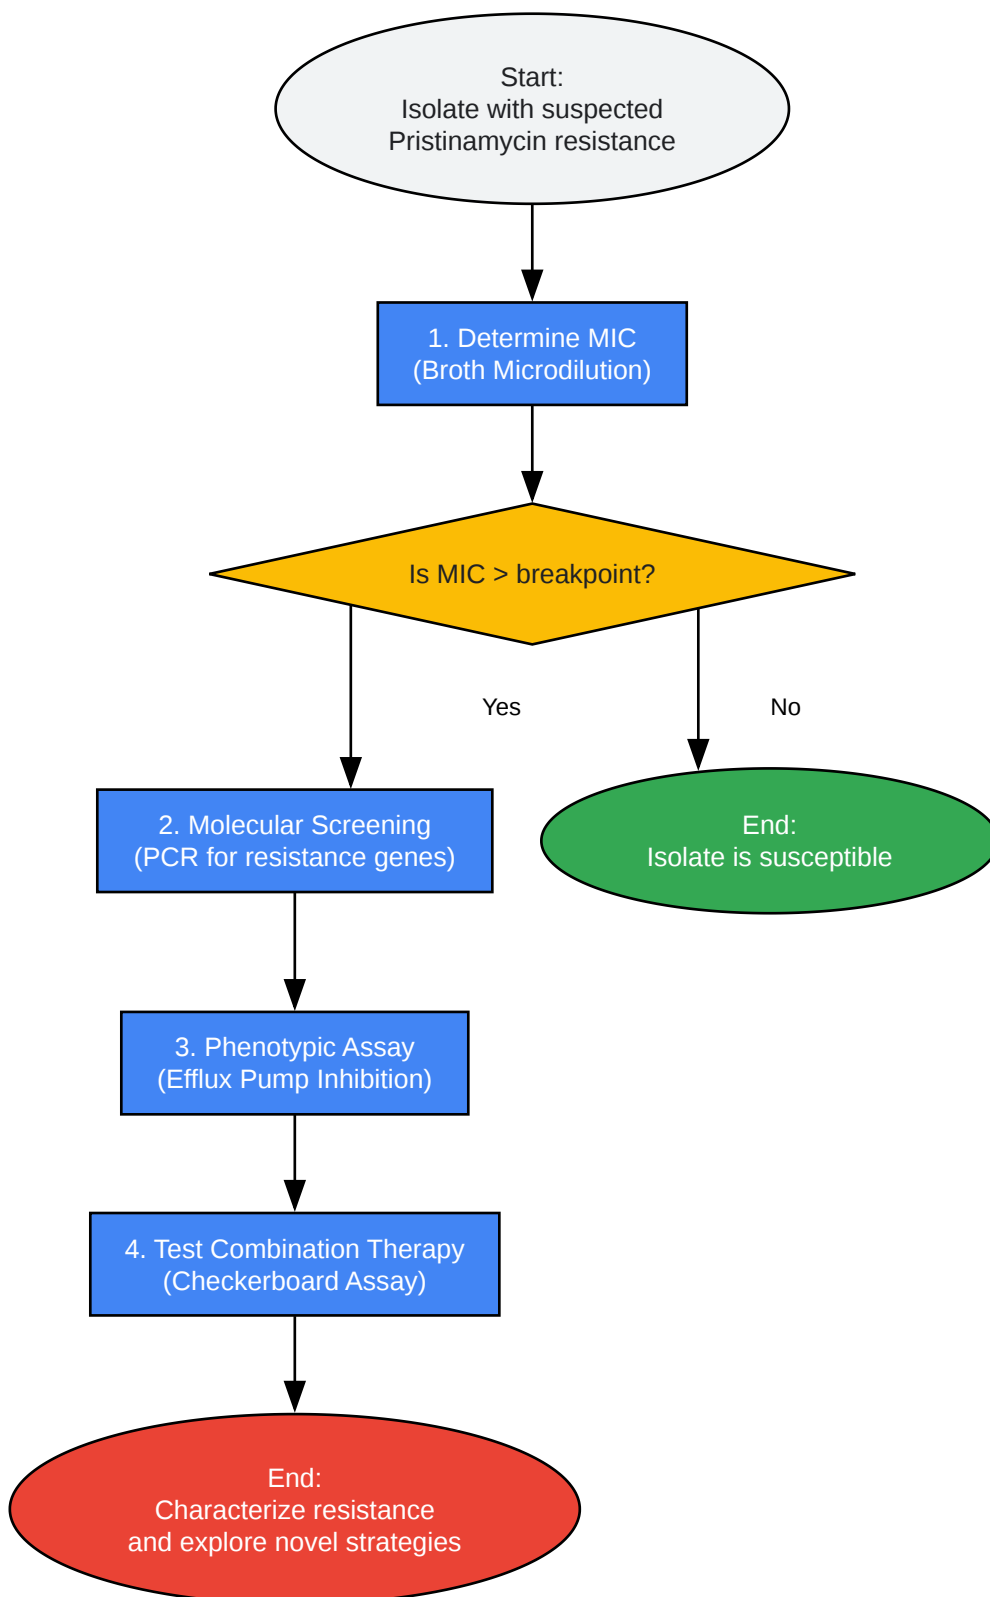 Start:
Isolate with suspected
Pristinamycin resistance
1. Determine MIC
(Broth Microdilution)
Is MIC > breakpoint?
Yes
No
2. Molecular Screening
(PCR for resistance genes)
End:
Isolate is susceptible
3. Phenotypic Assay
(Efflux Pump Inhibition)
4. Test Combination Therapy
(Checkerboard Assay)
End:
Characterize resistance
and explore novel strategies